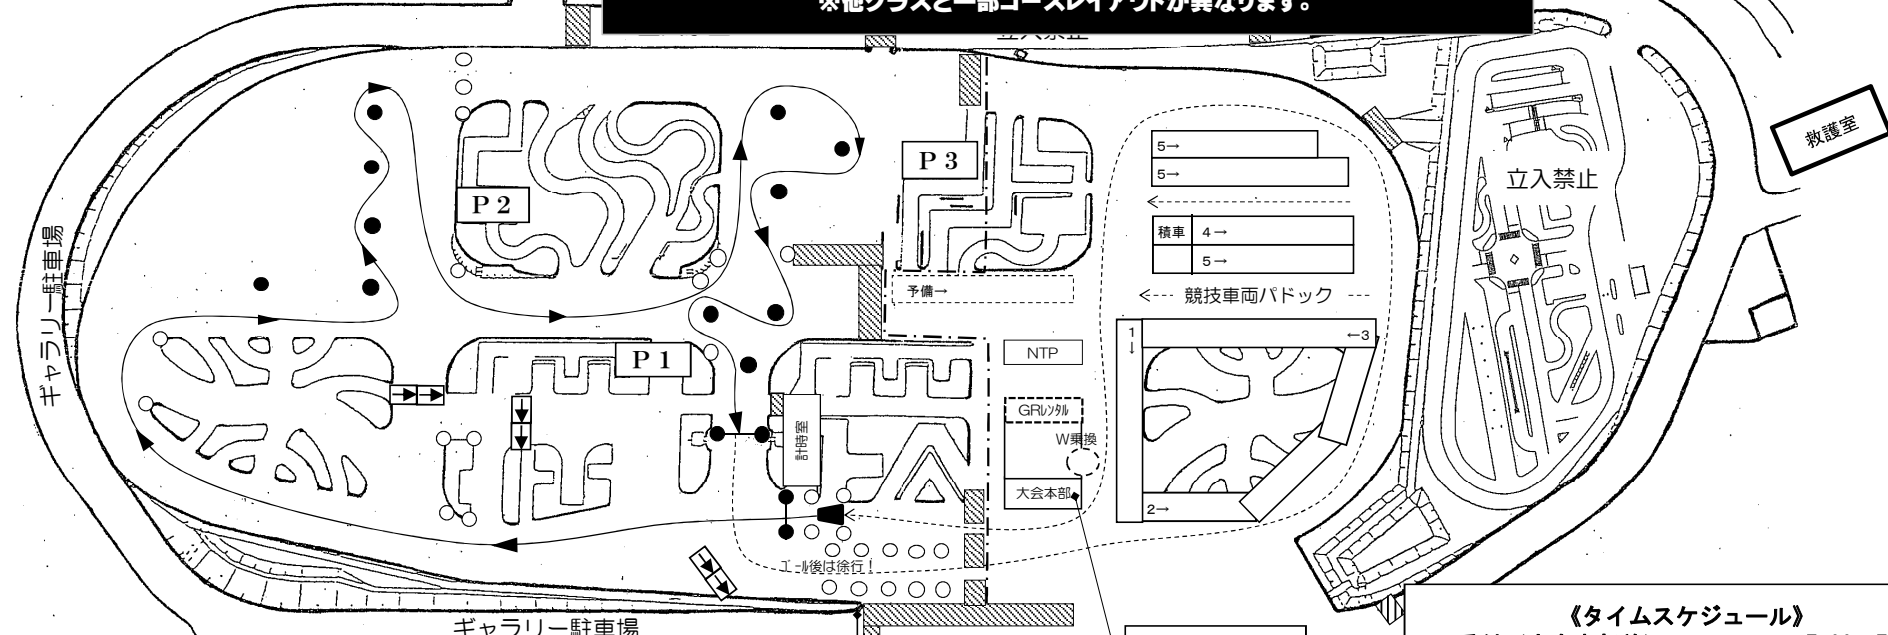 ※他クラスと一部コースレイアウトが異なります。
立入禁止
救護室
5→
P 3
5→
立入禁止
P 2
積車
4→
5→
ギャラリー駐車場
予備→
←---- 競技車両パドック ---
1↓
←3
P 1
NTP
GRレンタル
W乗換
計時室
大会本部
2→
ゴール後は徐行！
《タイムスケジュール》
ギャラリー駐車場